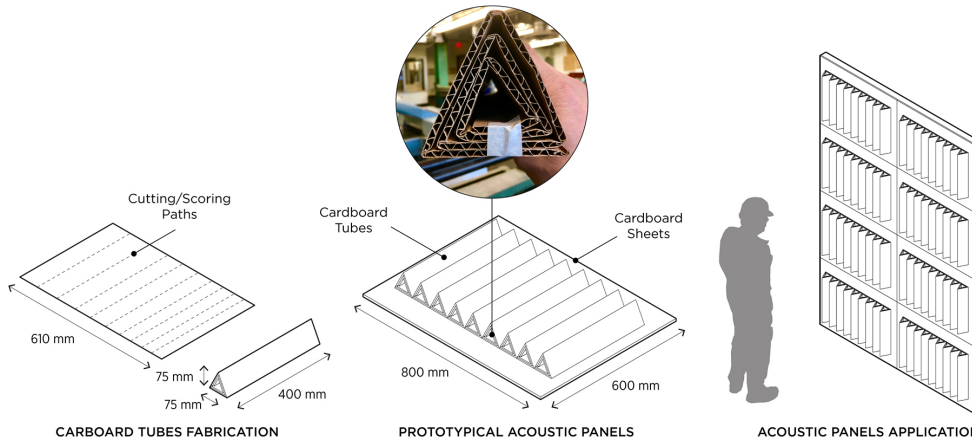 Cutting/Scoring
Paths
610 mm
75 mm
75 mm
400 mm
CARBOARD TUBES FABRICATION
Cardboard
Tubes
Cardboard
Sheets
800 mm
600 mm
PROTOTYPICAL ACOUSTIC PANELS
ACOUSTIC PANELS APPLICATION